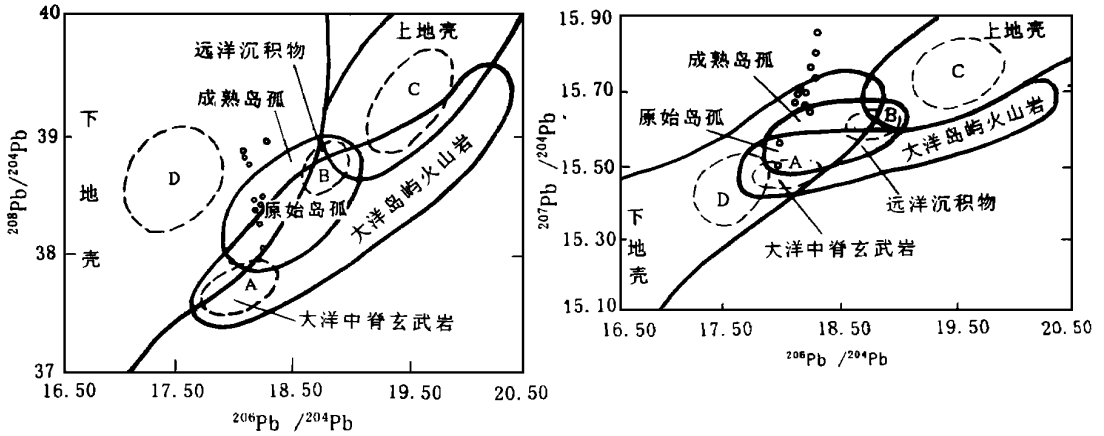 40
39
38
37
²⁰⁸Pb/²⁰⁴Pb
下
地
壳
远洋沉积物
成熟岛孤
上地壳
C
D
B
原始岛孤
大洋岛屿火山岩
A
大洋中脊玄武岩
16.50 17.50 18.50 19.50 20.50
²⁰⁶Pb /²⁰⁴Pb
15.90
15.70
15.50
15.30
15.10
²⁰⁷Pb /²⁰⁴Pb
上地壳
成熟岛孤
C
原始岛孤
B
大洋岛屿火山岩
A
D
远洋沉积物
下
地
壳
大洋中脊玄武岩
16.50 17.50 18.50 19.50 20.50
²⁰⁶Pb /²⁰⁴Pb